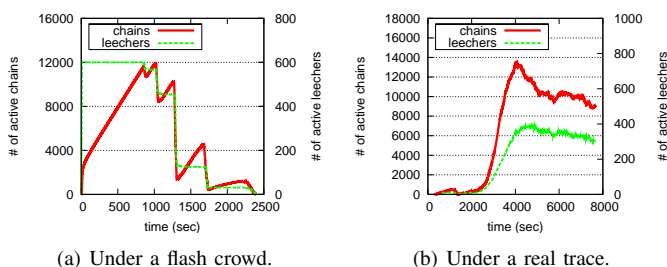 chains
leechers
# of active chains
16000
12000
8000
4000
0
800
600
400
200
0
# of active leechers
0 500 1000 1500 2000 2500
time (sec)
(a) Under a flash crowd.
chains
leechers
# of active chains
18000
16000
14000
12000
10000
8000
6000
4000
2000
0
1000
800
600
400
200
0
# of active leechers
0 2000 4000 6000 8000
time (sec)
(b) Under a real trace.